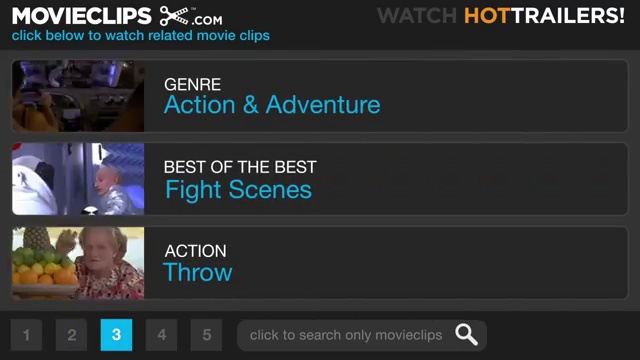 MOVIECLIPS .COM
WATCH HOTTRAILERS!
click below to watch related movie clips
GENRE
Action & Adventure
BEST OF THE BEST
Fight Scenes
ACTION
Throw
1 2 3 4 5
click to search only movieclips